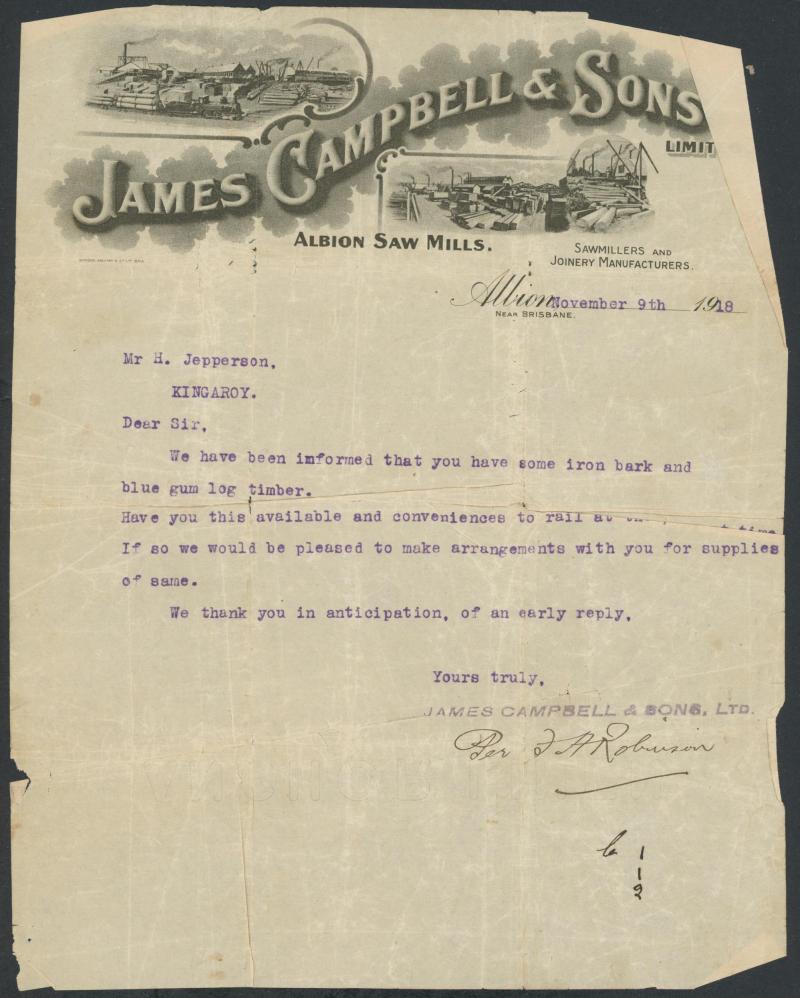 JAMES CAMPBELL & SONS
LIMIT
ALBION SAW MILLS.
SAWMILLERS AND
JOINERY MANUFACTURERS.
Albion November 9th 1918
NEAR BRISBANE.
Mr H. Jepperson,
KINGAROY.
Dear Sir,
We have been informed that you have some iron bark and
blue gum log timber.
Have you this available and conveniences to rail at
If so we would be pleased to make arrangements with you for supplies
of same.
We thank you in anticipation, of an early reply,
Yours truly,
JAMES CAMPBELL & SONS, LTD.
Per F A Robinson
1
1
2